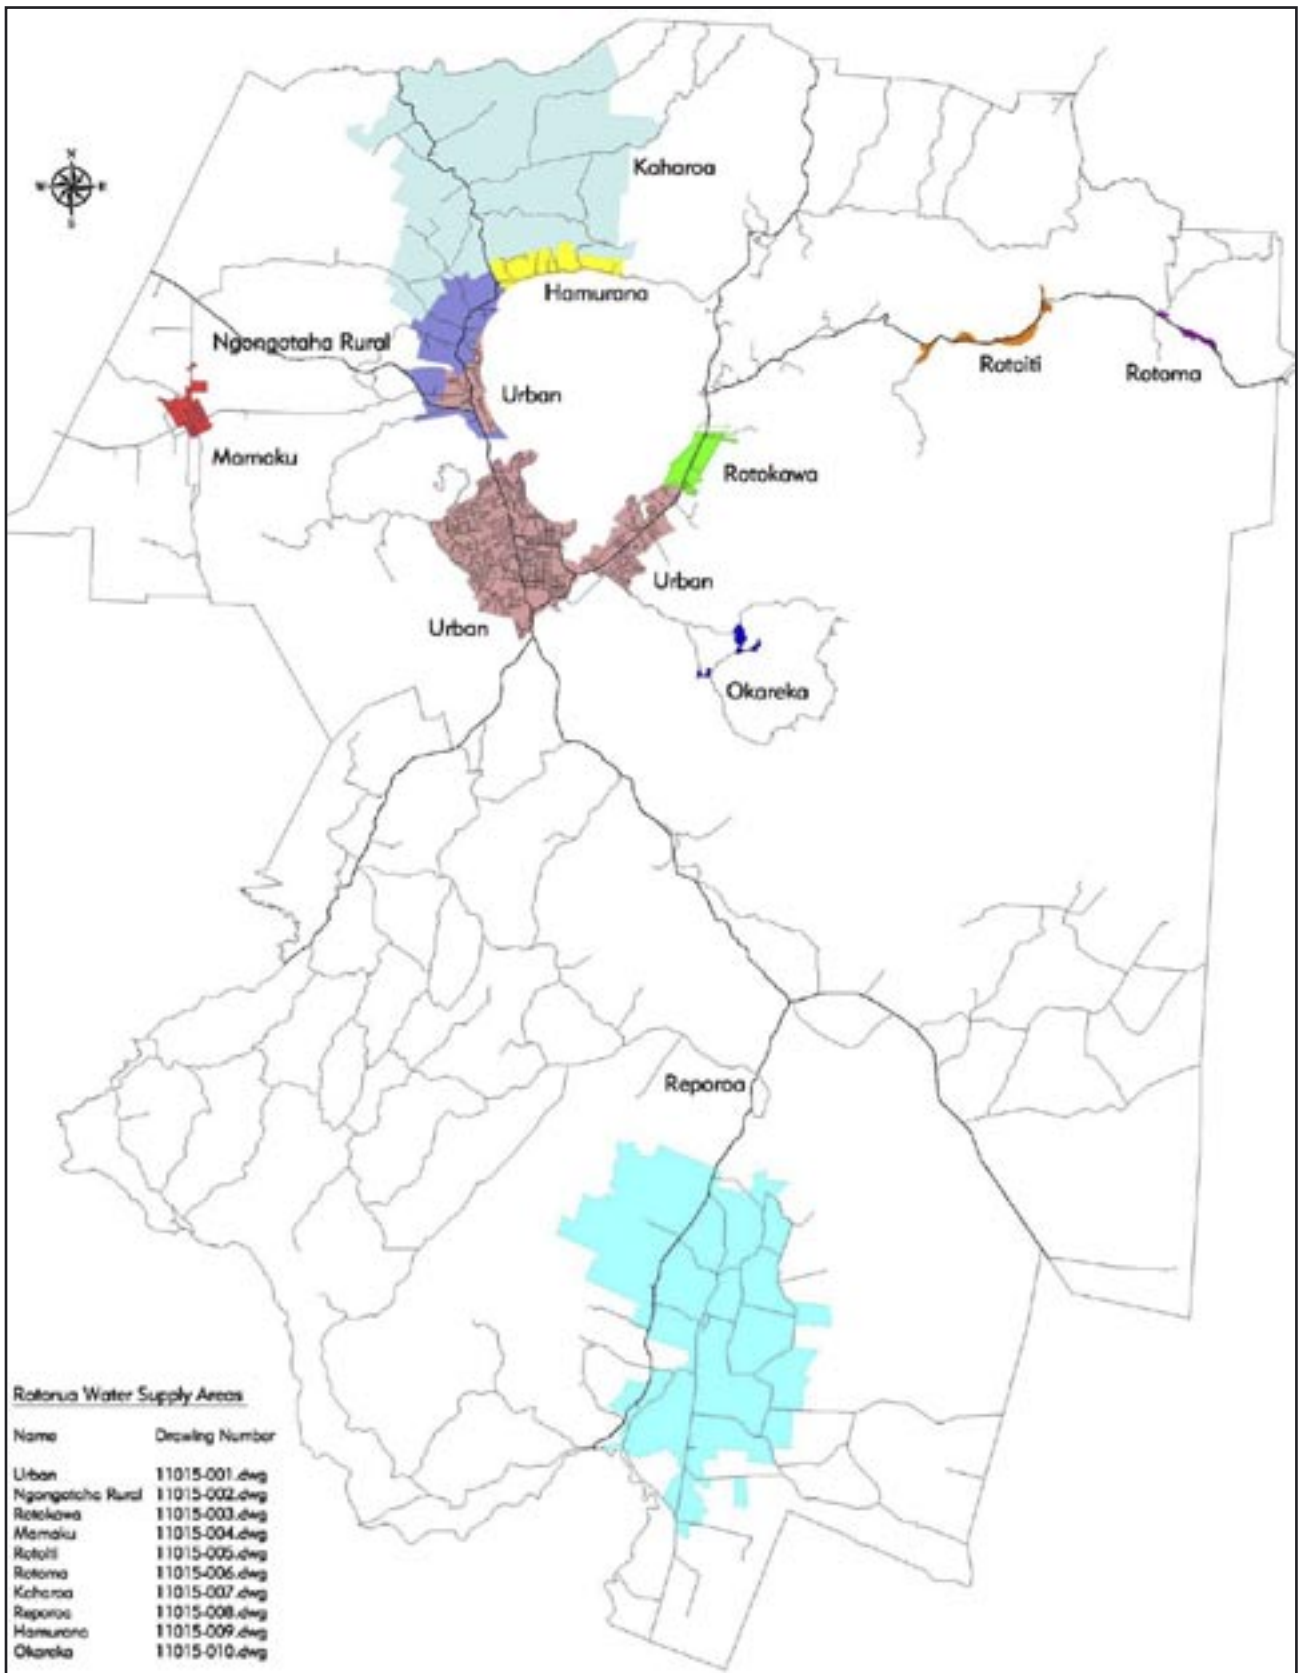 N
W E
S
Kaharoa
Hamurana
Ngongotaha Rural
Urban
Rotoiti
Rotoma
Mamaku
Rotokawa
Urban
Urban
Okareka
Reporoa
Rotorua Water Supply Areas
Name Drawing Number
Urban 11015-001.dwg
Ngongotaha Rural 11015-002.dwg
Rotokawa 11015-003.dwg
Mamaku 11015-004.dwg
Rotoiti 11015-005.dwg
Rotoma 11015-006.dwg
Kaharoa 11015-007.dwg
Reporoa 11015-008.dwg
Hamurana 11015-009.dwg
Okareka 11015-010.dwg